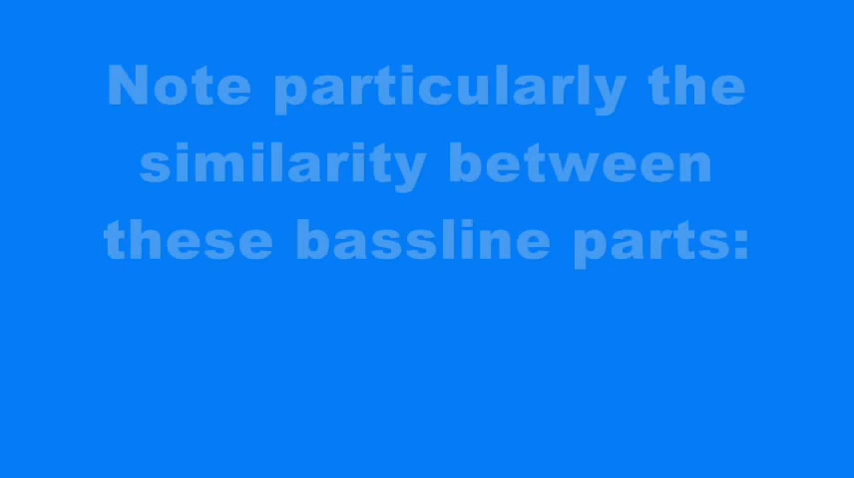 Note particularly the
similarity between
these bassline parts: